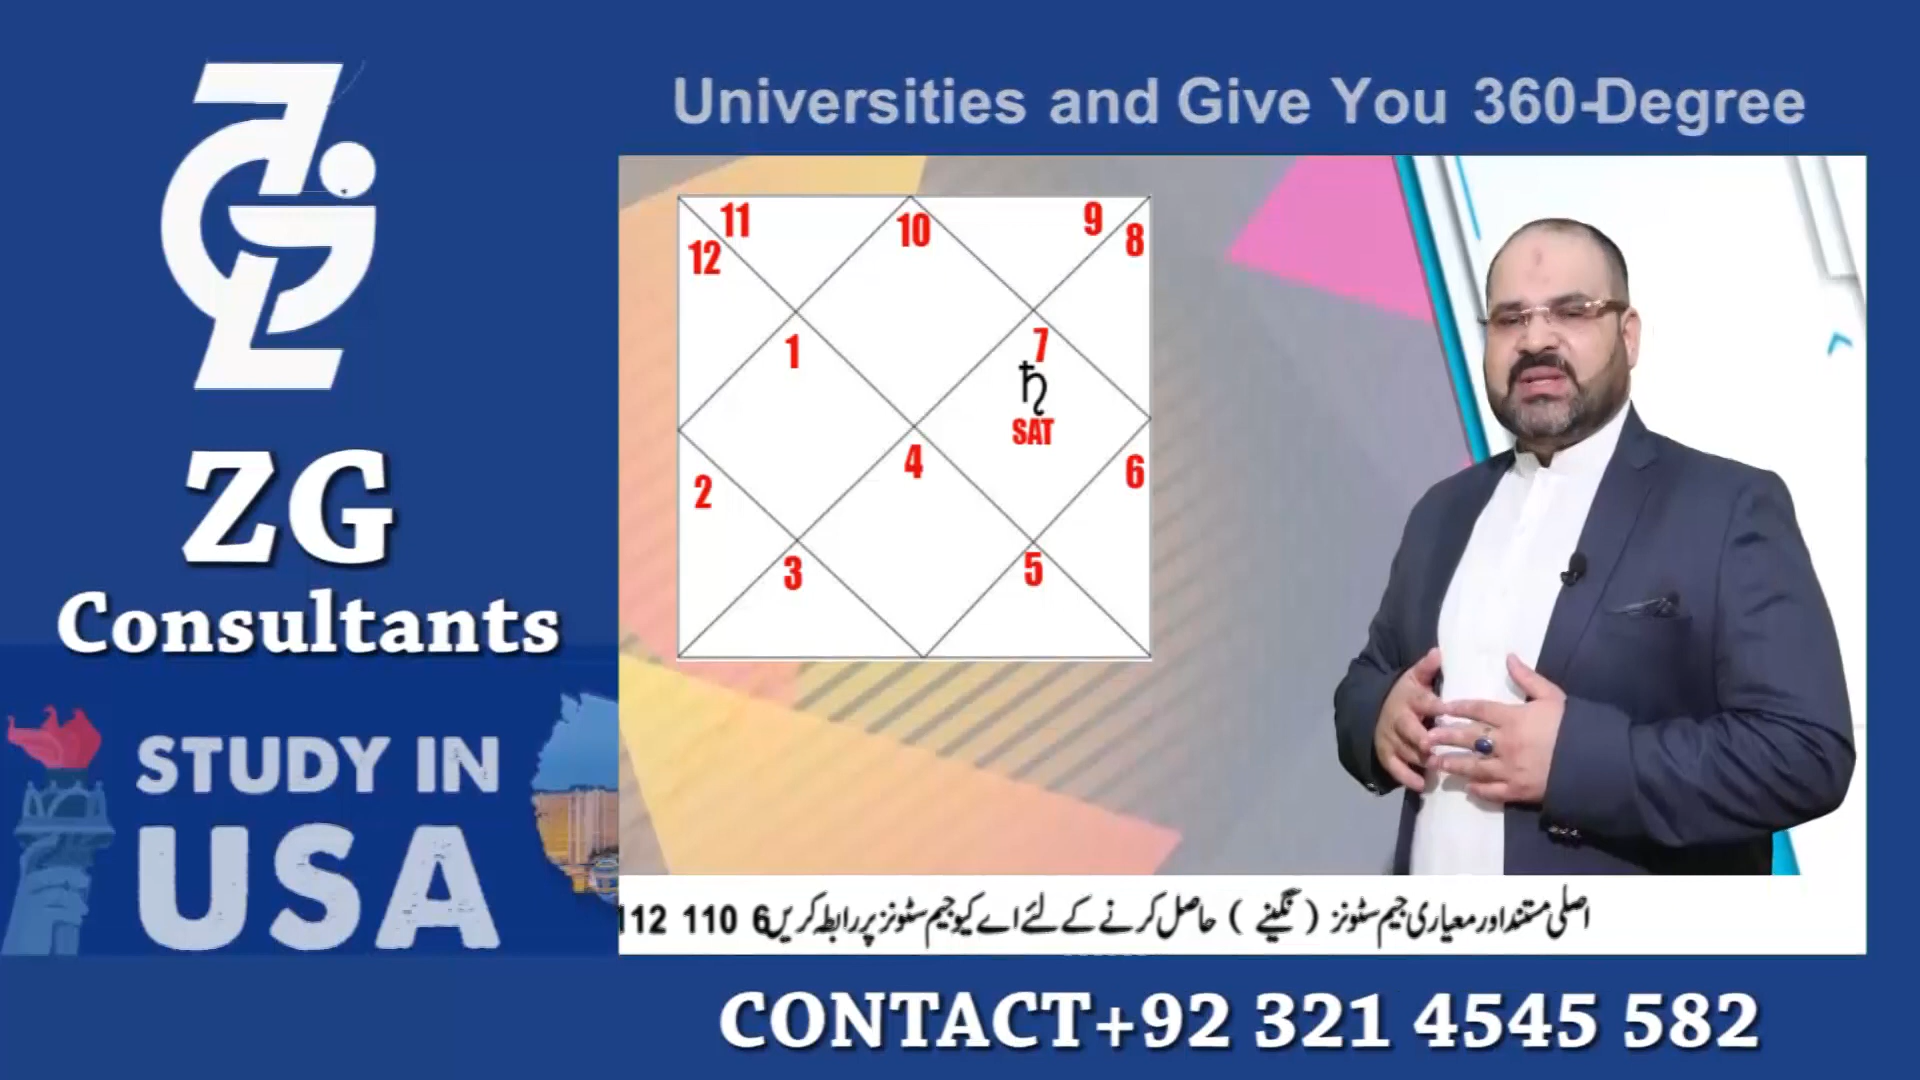 Universities and Give You 360-Degree
ZGL
ZG
Consultants
STUDY IN
USA
11
12
10
9
8
1
7
SAT
4
2
6
3
5
اصلی مستند اور معیاری جیم سٹونز ( نگینے ) حاصل کرنے کے لئے اے کیو جیم سٹونز پر رابطہ کریں 6 110 112
CONTACT+92 321 4545 582